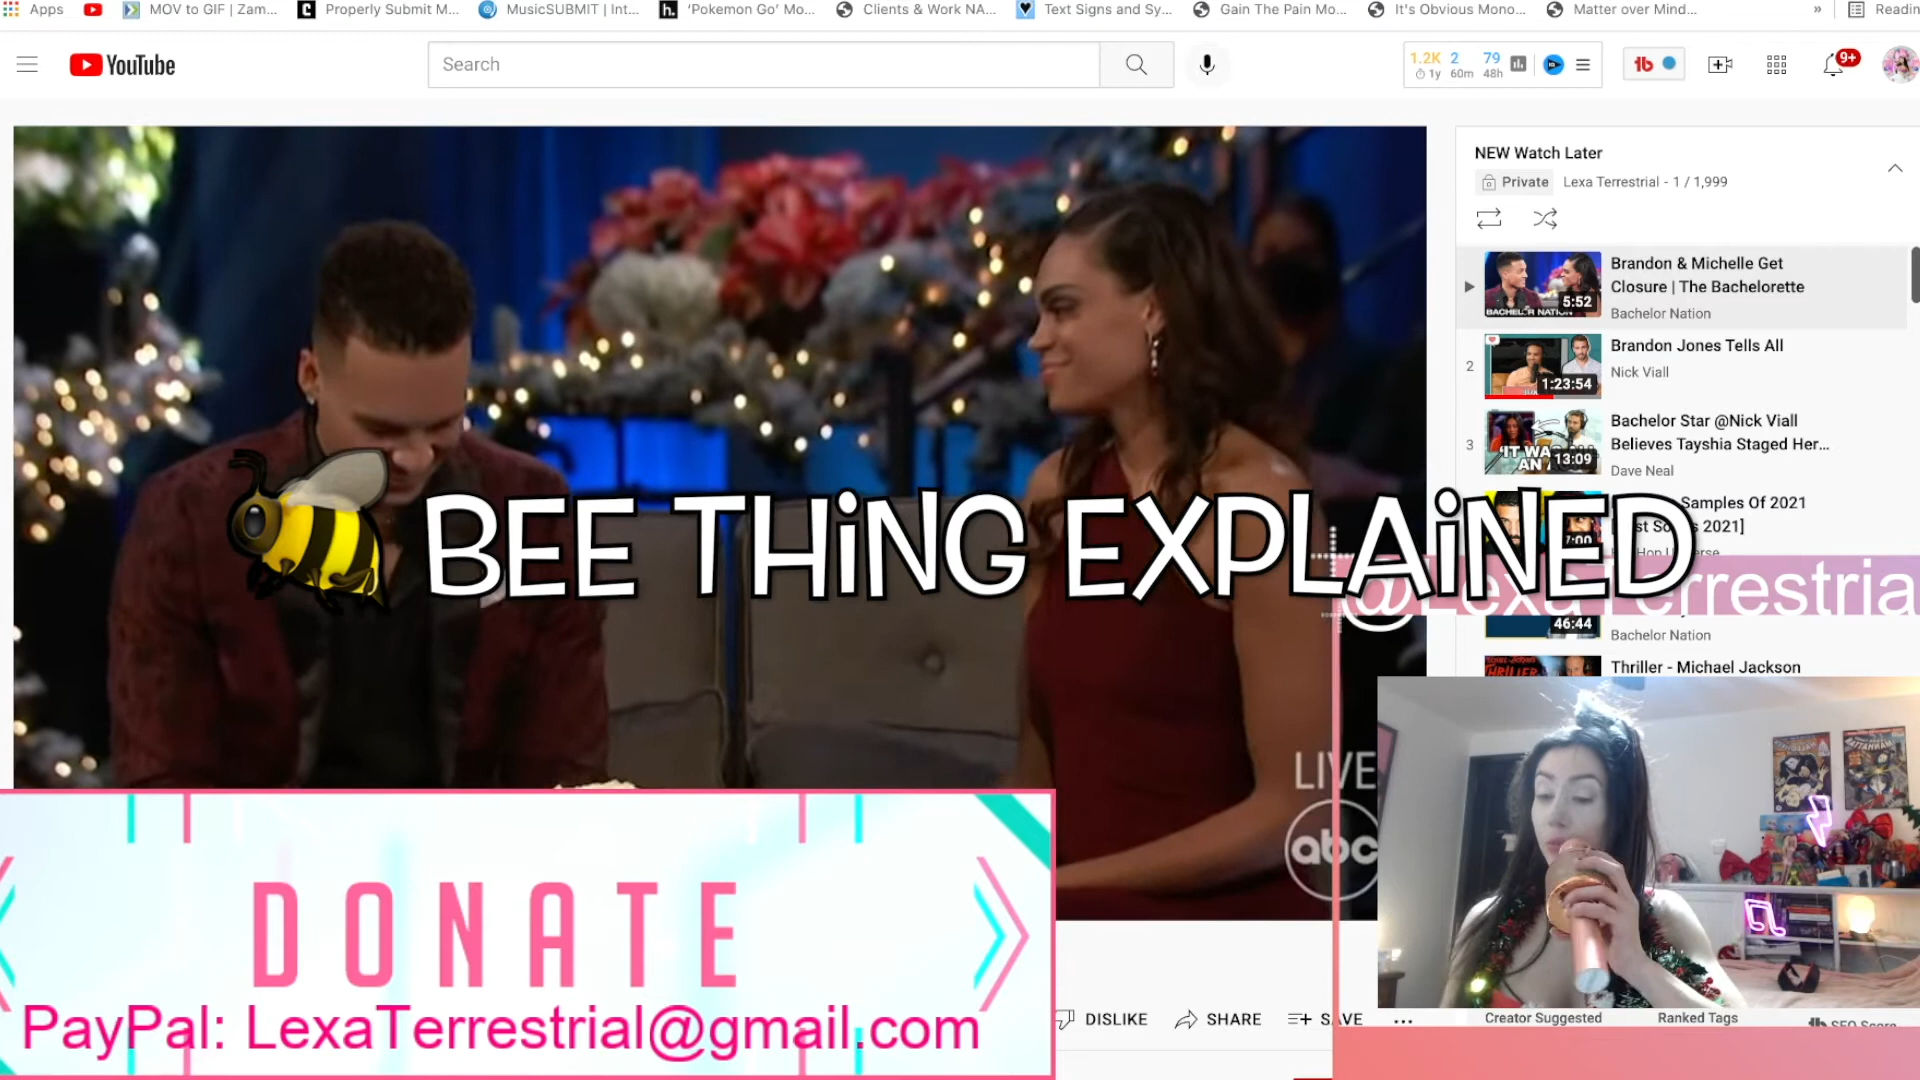 Apps
MOV to GIF | Zam...
Properly Submit M...
MusicSUBMIT | Int...
'Pokemon Go' Mo...
Clients & Work NA...
Text Signs and Sy...
Gain The Pain Mo...
It's Obvious Mono...
Matter over Mind...
»
YouTube
Search
1.2K 2 79
1y 60m 48h
9+
NEW Watch Later
Private Lexa Terrestrial - 1 / 1,999
5:52
BACHELOR NATION
Brandon & Michelle Get
Closure | The Bachelorette
Bachelor Nation
2
1:23:54
Brandon Jones Tells All
Nick Viall
3
13:09
Bachelor Star @Nick Viall
Believes Tayshia Staged Her...
Dave Neal
Samples Of 2021
2021]
BEE THiNG EXPLAiNED
@LexaTerrestria
46:44
Bachelor Nation
Thriller - Michael Jackson
LIVE
abc
DONATE
PayPal: LexaTerrestrial@gmail.com
DISLIKE
SHARE
SAVE
...
Creator Suggested
Ranked Tags
SEO Score